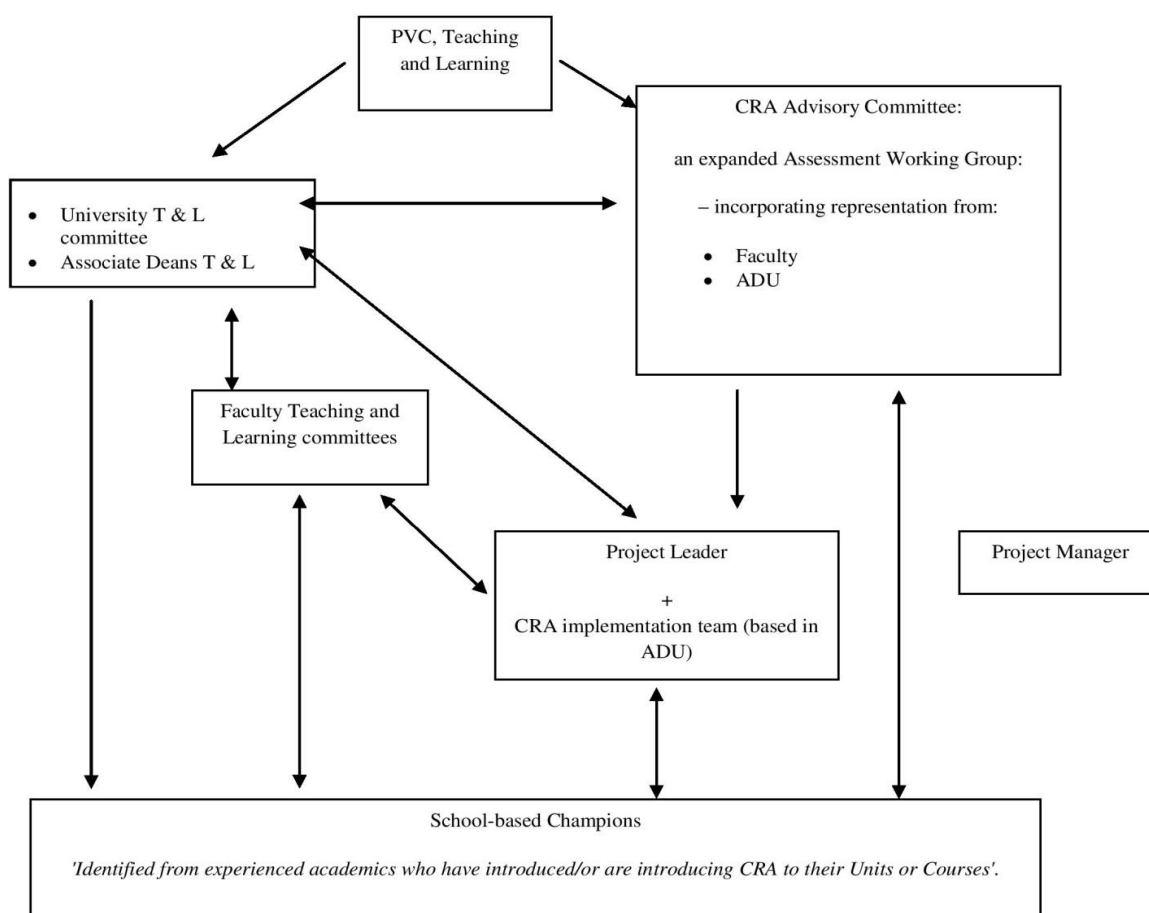 PVC, Teaching
and Learning
CRA Advisory Committee:
an expanded Assessment Working Group:
– incorporating representation from:
• Faculty
• ADU
• University T & L
committee
• Associate Deans T & L
Faculty Teaching and
Learning committees
Project Leader
+
CRA implementation team (based in
ADU)
Project Manager
School-based Champions
'Identified from experienced academics who have introduced/or are introducing CRA to their Units or Courses'.